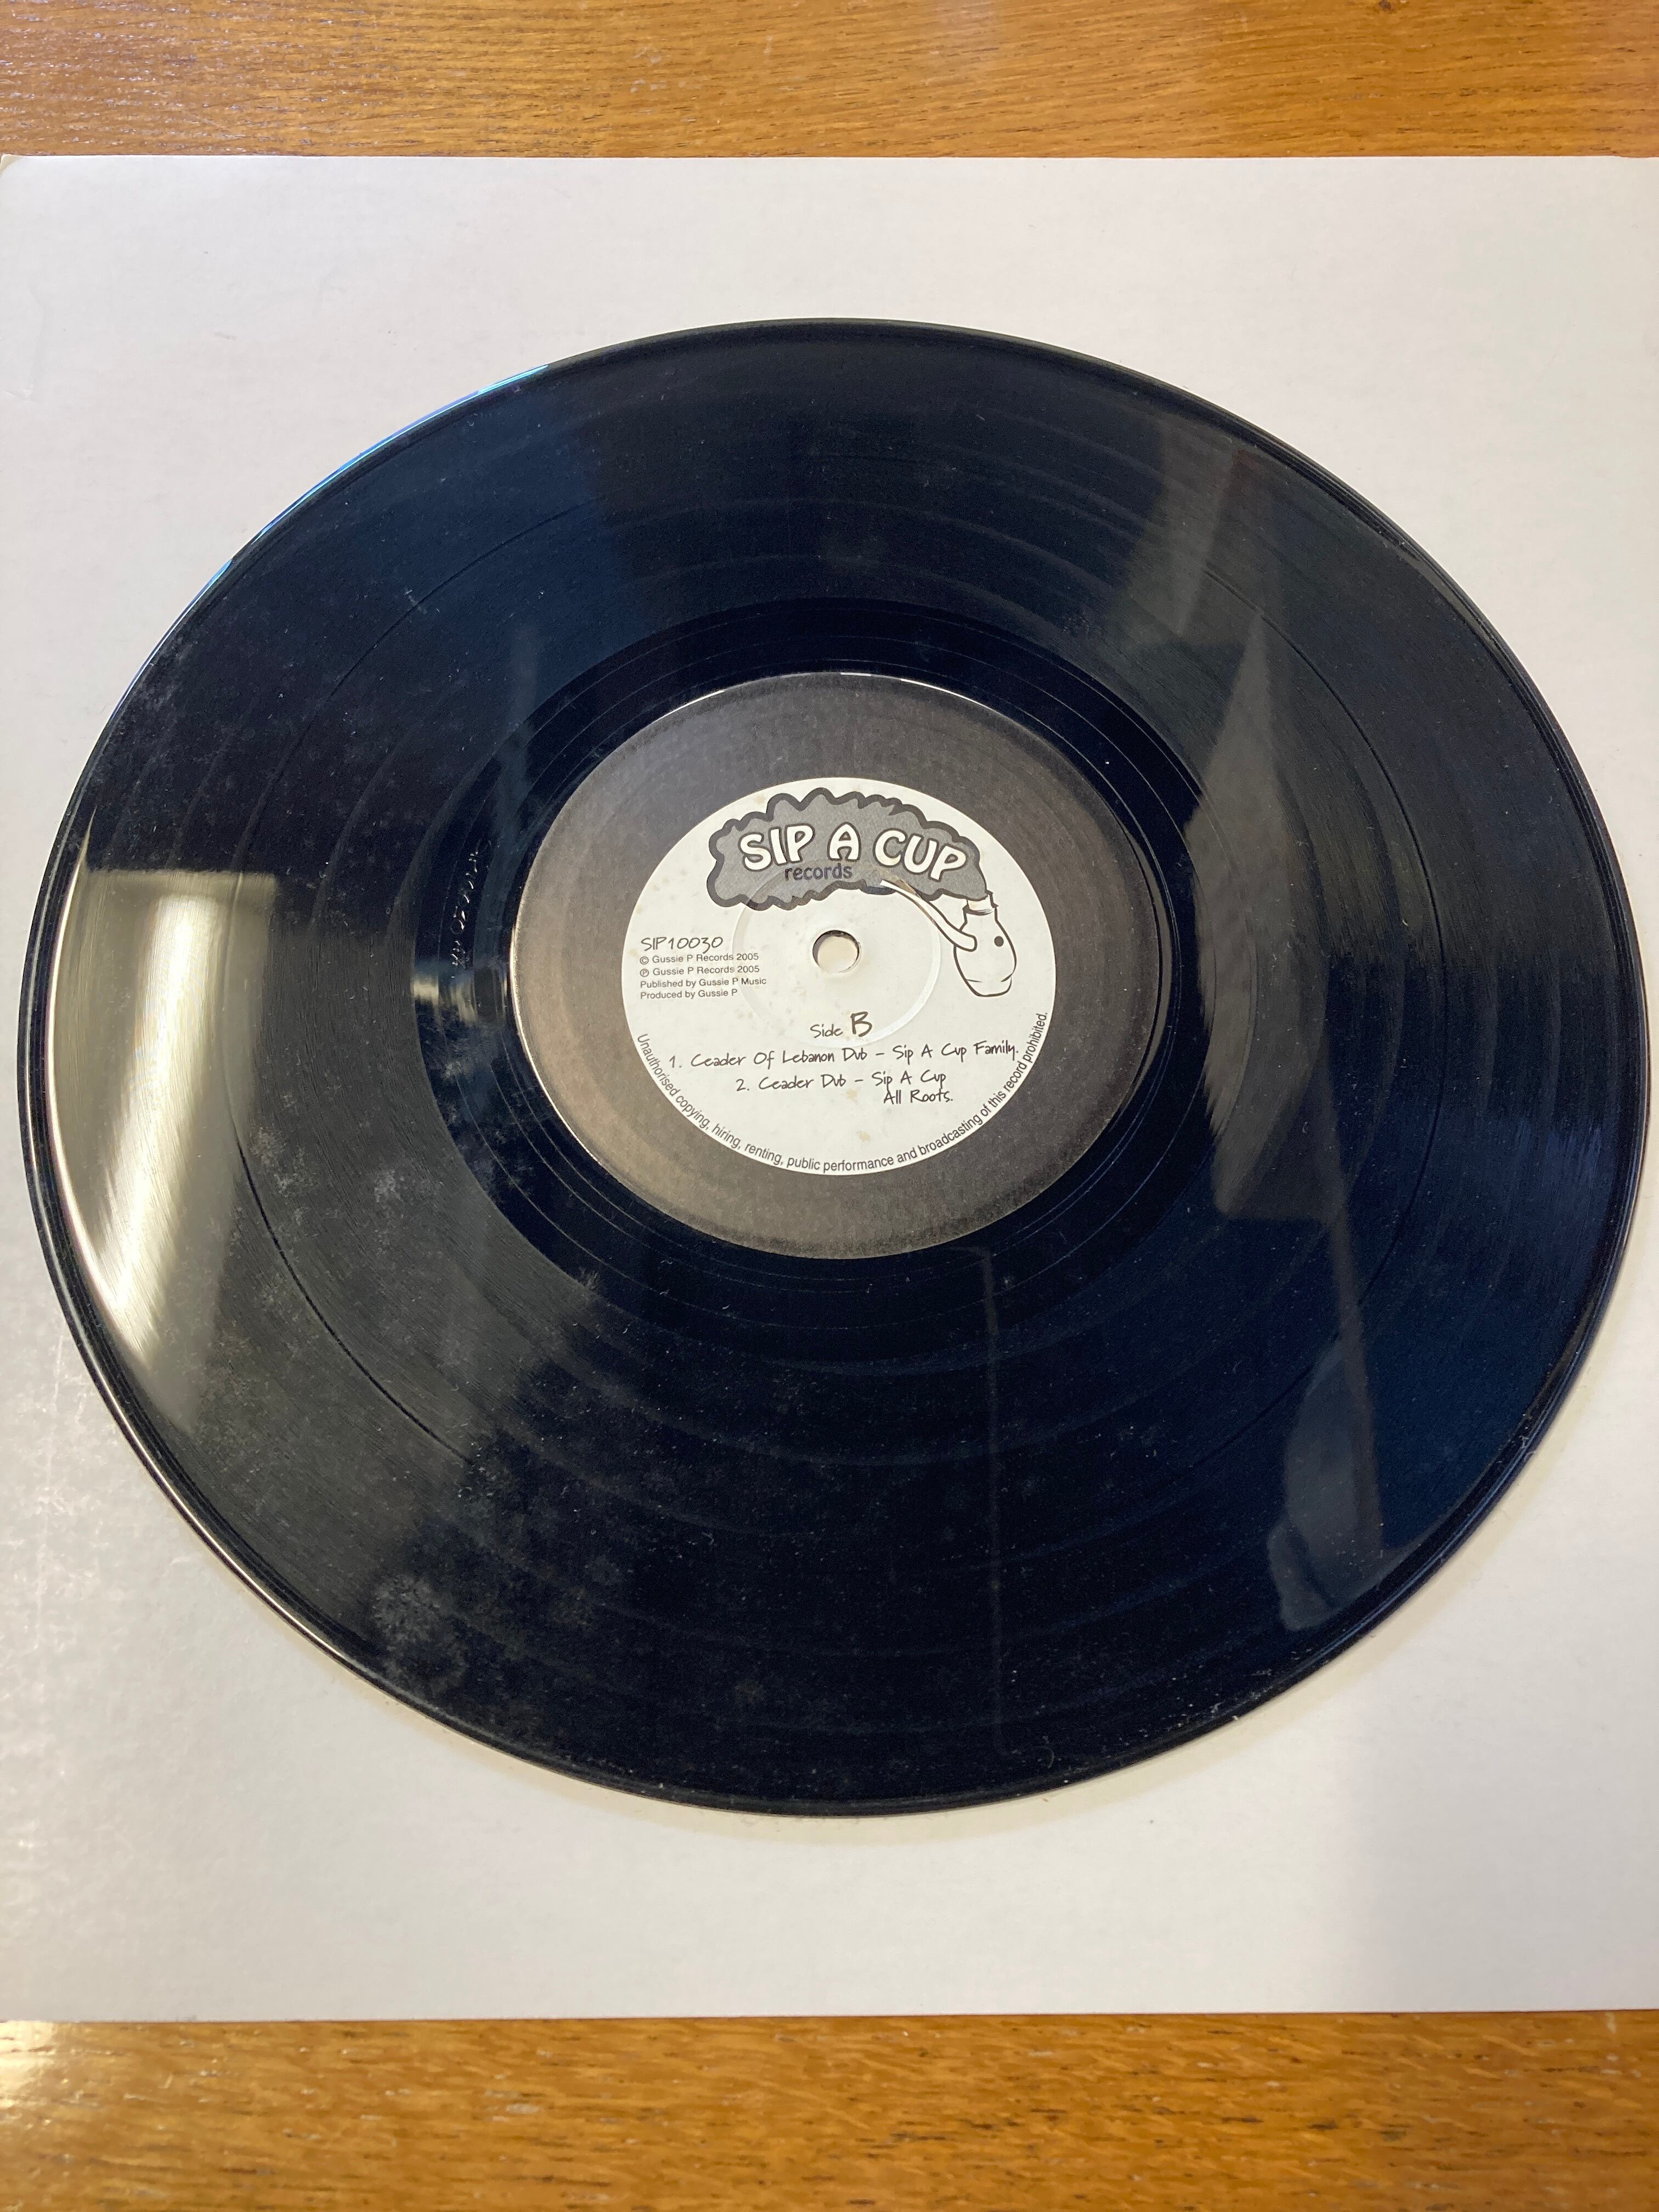 SIP A CUP
records
SIP10030
© Gussie P Records 2005
℗ Gussie P Records 2005
Published by Gussie P Music
Produced by Gussie P
Side B
1. Ceader Of Lebanon Dub - Sip A Cup Family.
2. Ceader Dub - Sip A Cup
All Roots.
Unauthorised copying, hiring, renting, public performance and broadcasting of this record prohibited.